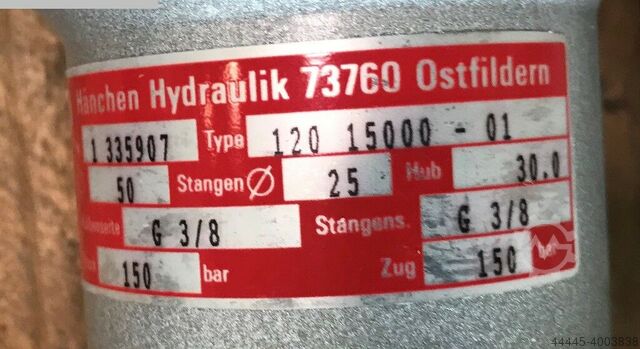 Hänchen Hydraulik 73760 Ostfildern
1 335907 Type 120 15000 - 01
50 Stangen Ø 25 Hub 30.0
G 3/8 Stangens. G 3/8
150 bar Zug 150 bar
44445-4003838